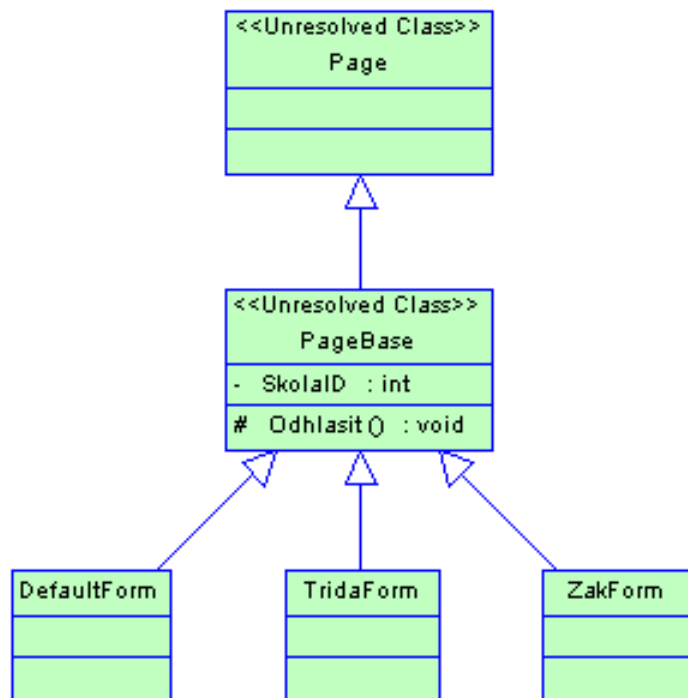 <<Unresolved Class>>
Page
<<Unresolved Class>>
PageBase
- SkolaID : int
# Odhlasit() : void
DefaultForm
TridaForm
ZakForm